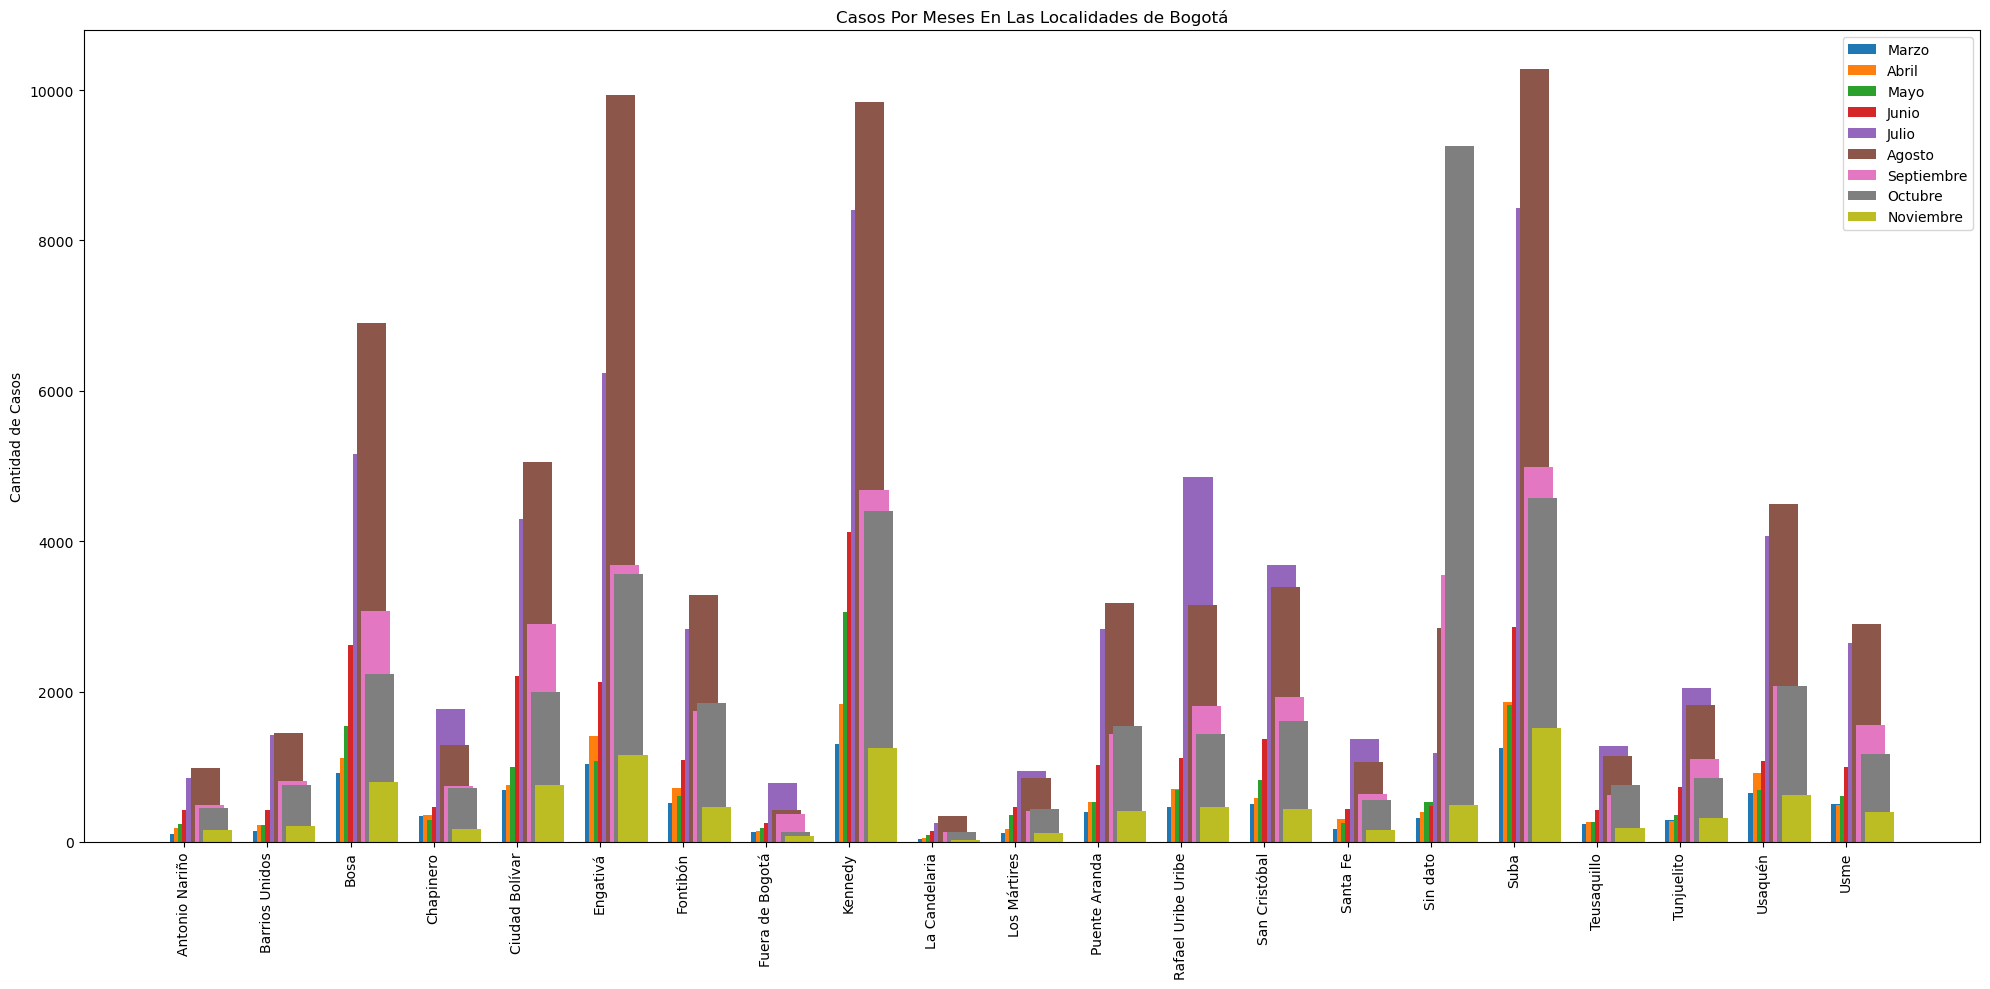 Casos Por Meses En Las Localidades de Bogotá
Marzo
Abril
Mayo
Junio
Julio
Agosto
Septiembre
Octubre
Noviembre
Cantidad de Casos
10000
8000
6000
4000
2000
0
Antonio Nariño
Barrios Unidos
Bosa
Chapinero
Ciudad Bolívar
Engativá
Fontibón
Fuera de Bogotá
Kennedy
La Candelaria
Los Mártires
Puente Aranda
Rafael Uribe Uribe
San Cristóbal
Santa Fe
Sin dato
Suba
Teusaquillo
Tunjuelito
Usaquén
Usme